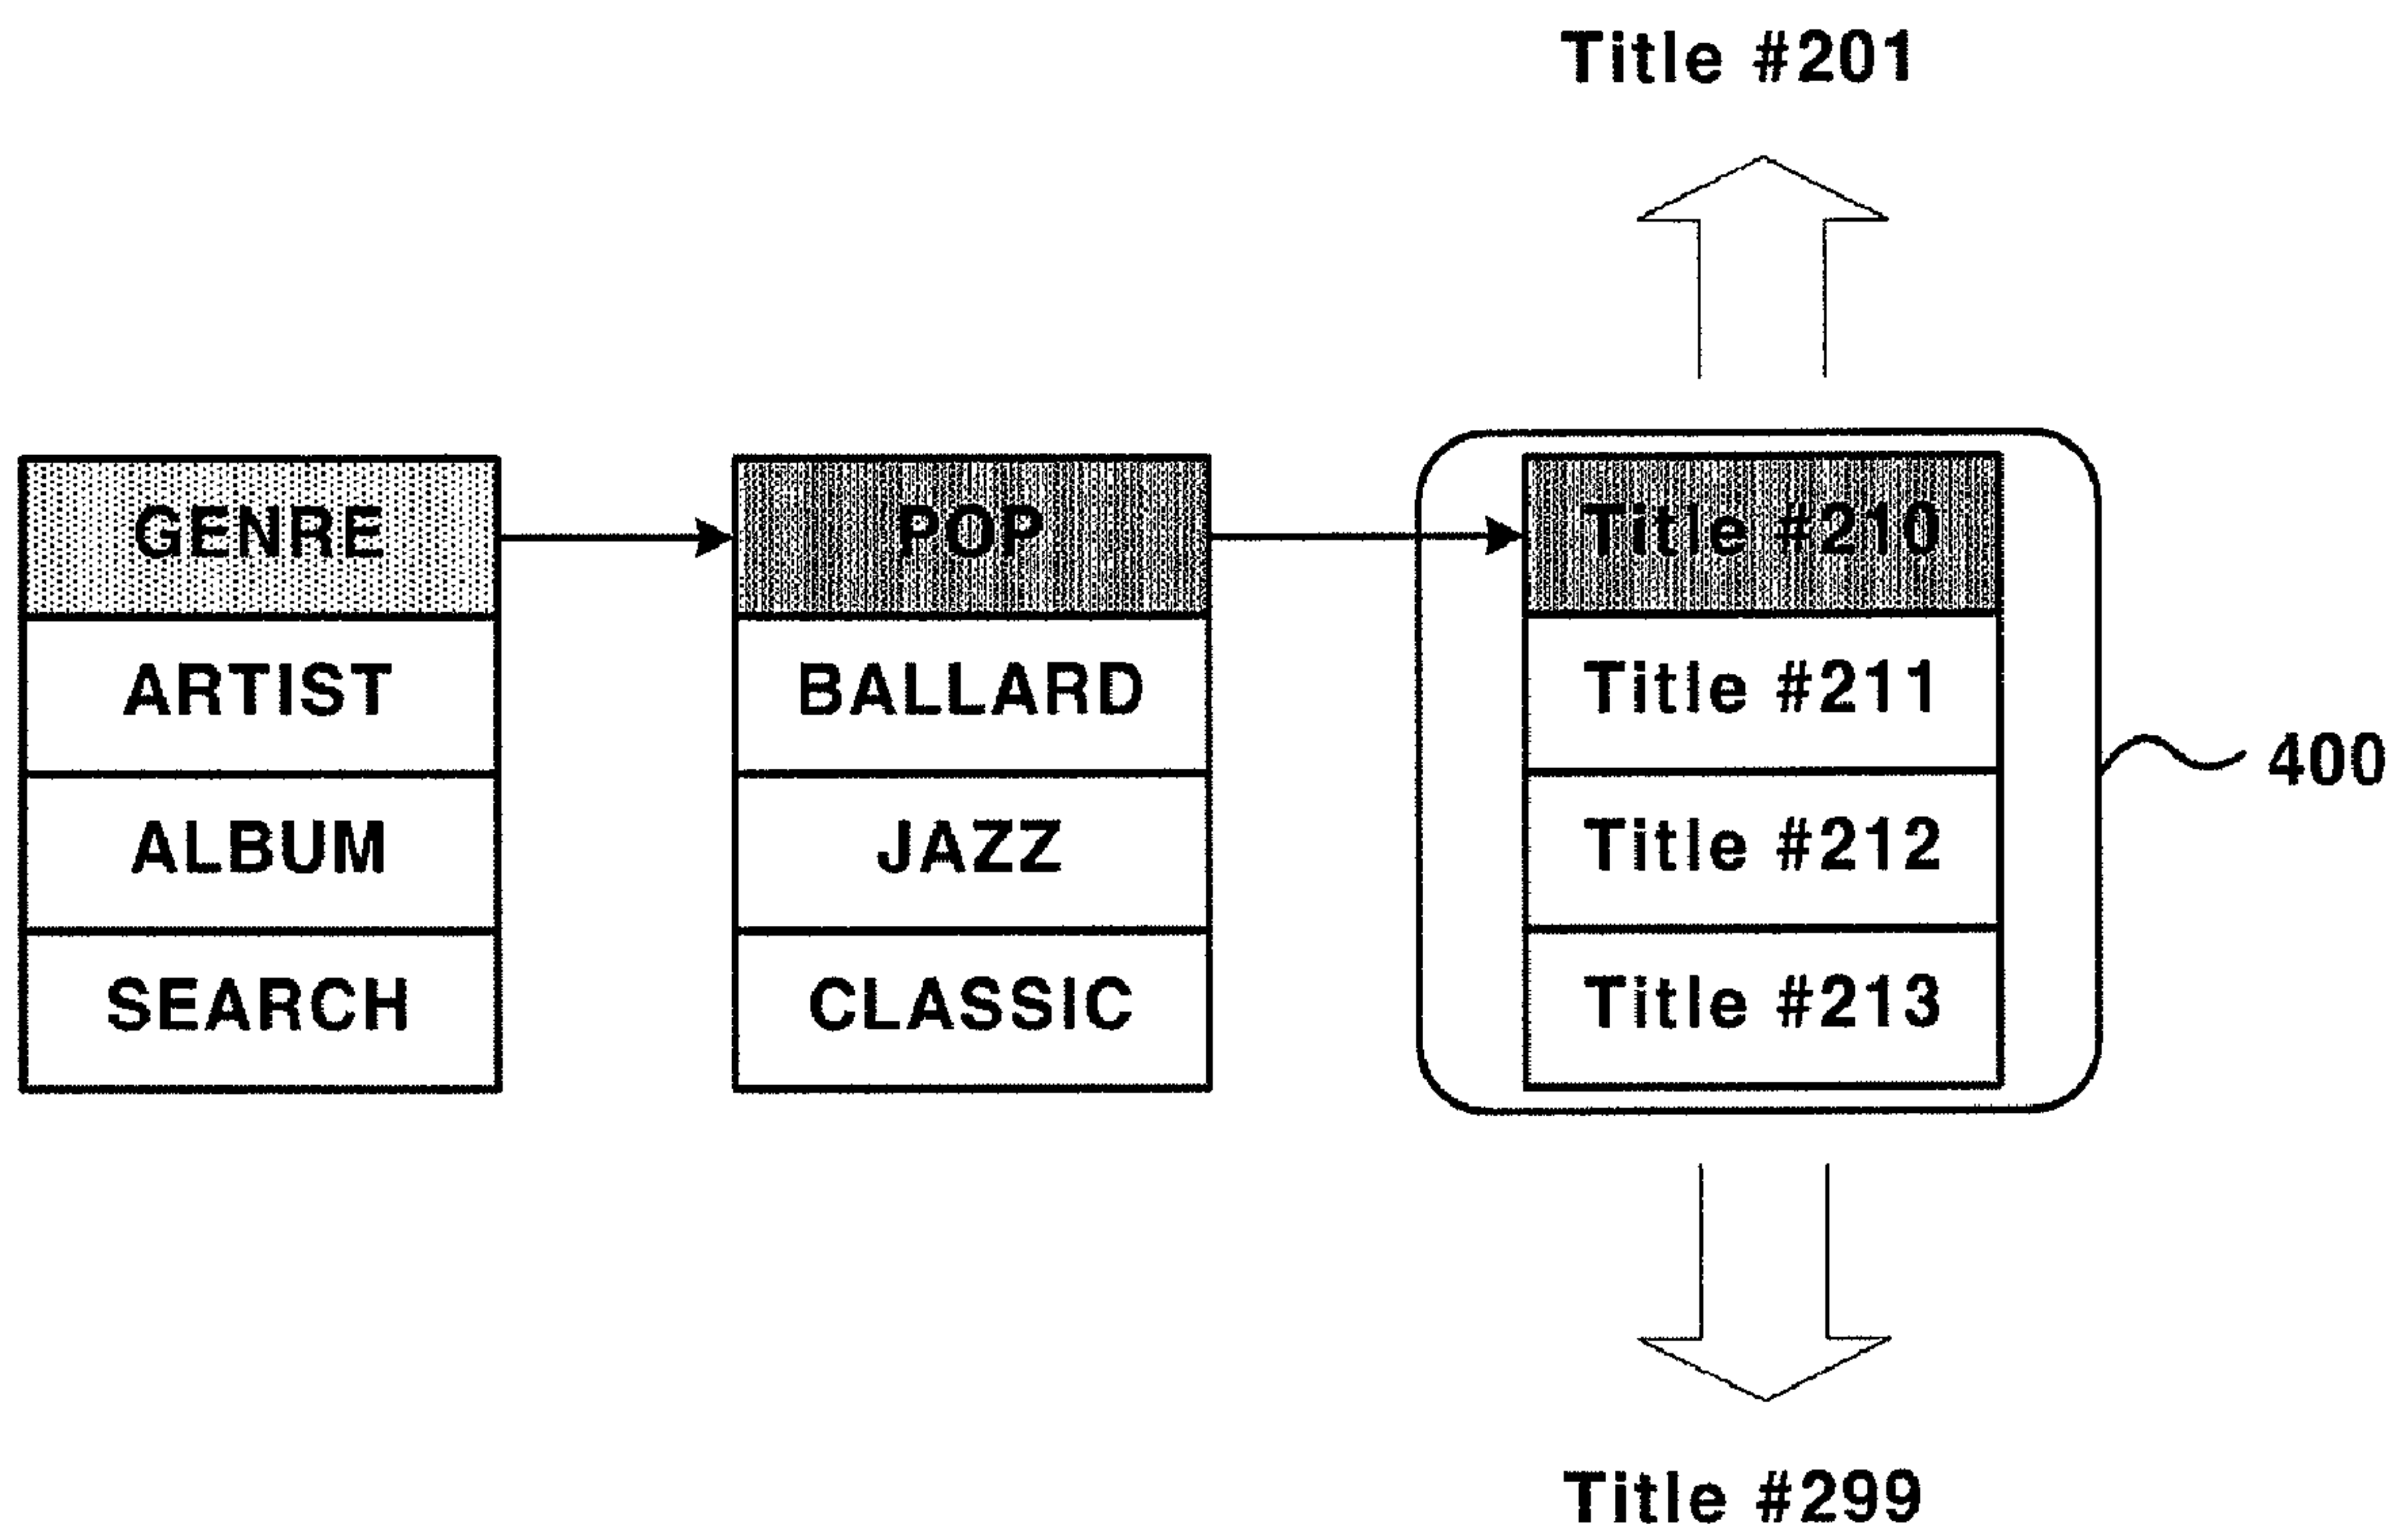 Title #201
GENRE
ARTIST
ALBUM
SEARCH
POP
BALLARD
JAZZ
CLASSIC
Title #210
Title #211
Title #212
Title #213
400
Title #299